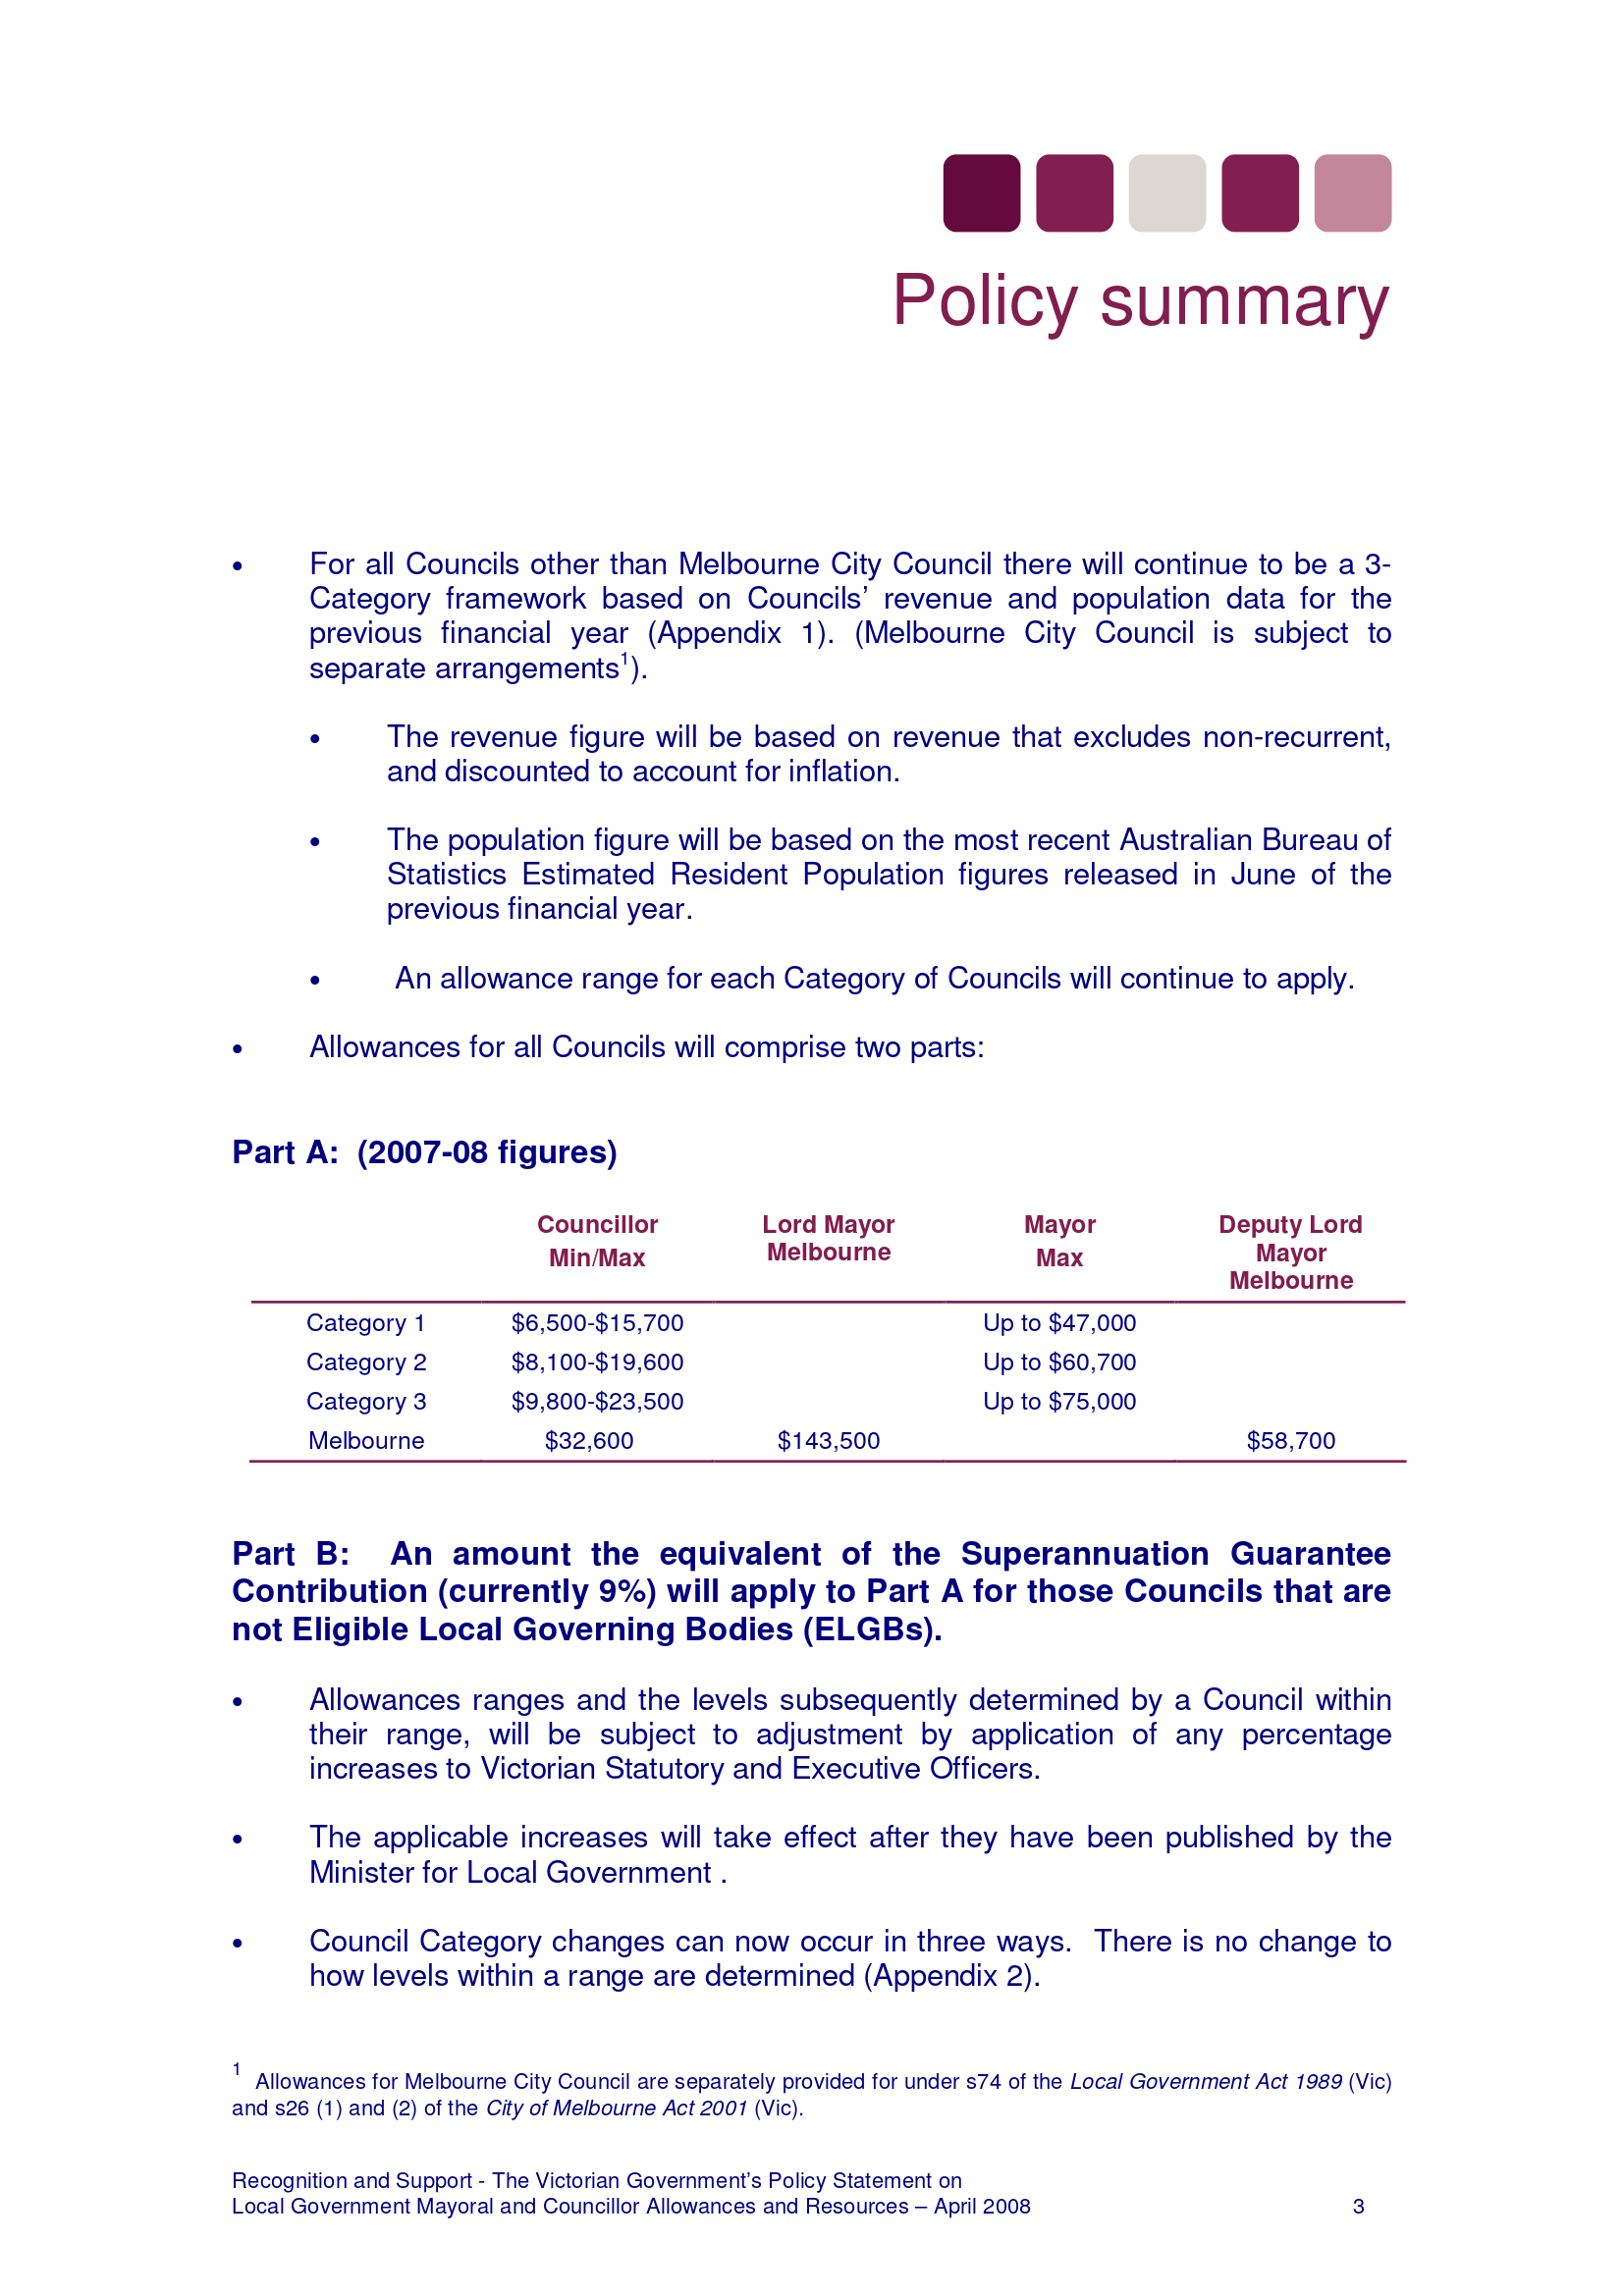 Policy summary
• For all Councils other than Melbourne City Council there will continue to be a 3-
Category framework based on Councils’ revenue and population data for the
previous financial year (Appendix 1). (Melbourne City Council is subject to
separate arrangements1).
• The revenue figure will be based on revenue that excludes non-recurrent,
and discounted to account for inflation.
• The population figure will be based on the most recent Australian Bureau of
Statistics Estimated Resident Population figures released in June of the
previous financial year.
• An allowance range for each Category of Councils will continue to apply.
• Allowances for all Councils will comprise two parts:
Part A: (2007-08 figures)
Councillor Lord Mayor Mayor Deputy Lord
Min/Max Melbourne Max Mayor
Melbourne
Category 1 $6,500-$15,700 Up to $47,000
Category 2 $8,100-$19,600 Up to $60,700
Category 3 $9,800-$23,500 Up to $75,000
Melbourne $32,600 $143,500 $58,700
Part B: An amount the equivalent of the Superannuation Guarantee
Contribution (currently 9%) will apply to Part A for those Councils that are
not Eligible Local Governing Bodies (ELGBs).
• Allowances ranges and the levels subsequently determined by a Council within
their range, will be subject to adjustment by application of any percentage
increases to Victorian Statutory and Executive Officers.
• The applicable increases will take effect after they have been published by the
Minister for Local Government .
• Council Category changes can now occur in three ways. There is no change to
how levels within a range are determined (Appendix 2).
1 Allowances for Melbourne City Council are separately provided for under s74 of the Local Government Act 1989 (Vic)
and s26 (1) and (2) of the City of Melbourne Act 2001 (Vic).
Recognition and Support - The Victorian Government’s Policy Statement on
Local Government Mayoral and Councillor Allowances and Resources – April 2008 3